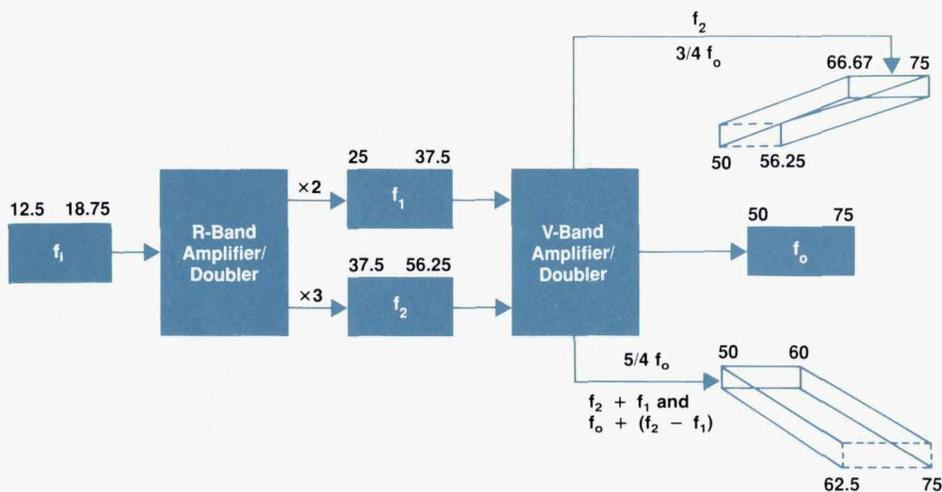 f2
3/4 fo
66.67 75
50 56.25
12.5 18.75
fI
R-Band
Amplifier/
Doubler
×2
25 37.5
f1
×3
37.5 56.25
f2
V-Band
Amplifier/
Doubler
50 75
fo
5/4 fo
f2 + f1 and
fo + (f2 − f1)
50 60
62.5 75